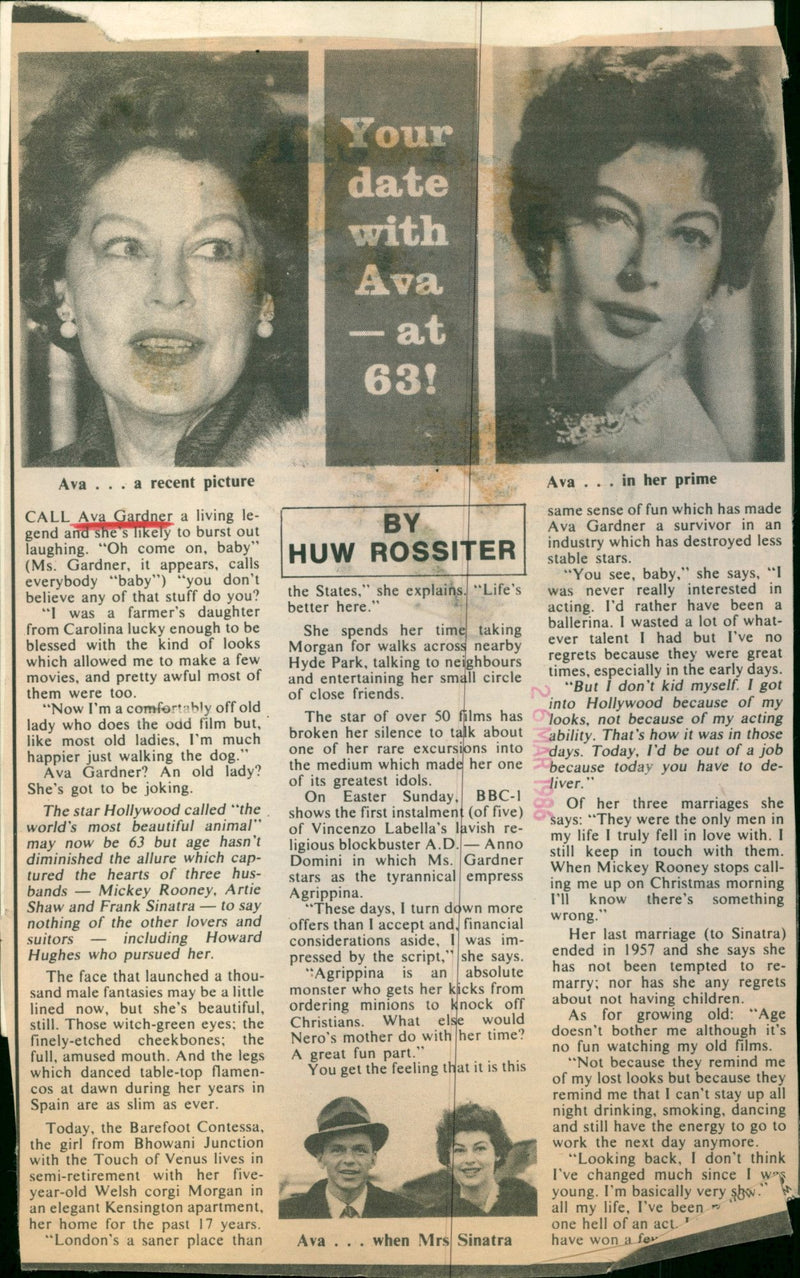 Your
date
with
Ava
— at
63!
Ava . . . a recent picture
Ava . . . in her prime
CALL Ava Gardner a living le-
gend and she's likely to burst out
laughing. "Oh come on, baby"
(Ms. Gardner, it appears, calls
everybody "baby") "you don't
believe any of that stuff do you?
"I was a farmer's daughter
from Carolina lucky enough to be
blessed with the kind of looks
which allowed me to make a few
movies, and pretty awful most of
them were too.
"Now I'm a comfortably off old
lady who does the odd film but,
like most old ladies, I'm much
happier just walking the dog."
Ava Gardner? An old lady?
She's got to be joking.
The star Hollywood called "the
world's most beautiful animal"
may now be 63 but age hasn't
diminished the allure which cap-
tured the hearts of three hus-
bands — Mickey Rooney, Artie
Shaw and Frank Sinatra — to say
nothing of the other lovers and
suitors — including Howard
Hughes who pursued her.
The face that launched a thou-
sand male fantasies may be a little
lined now, but she's beautiful,
still. Those witch-green eyes; the
finely-etched cheekbones; the
full, amused mouth. And the legs
which danced table-top flamen-
cos at dawn during her years in
Spain are as slim as ever.
Today, the Barefoot Contessa,
the girl from Bhowani Junction
with the Touch of Venus lives in
semi-retirement with her five-
year-old Welsh corgi Morgan in
an elegant Kensington apartment,
her home for the past 17 years.
"London's a saner place than
BY
HUW ROSSITER
the States," she explains. "Life's
better here."
She spends her time taking
Morgan for walks across nearby
Hyde Park, talking to neighbours
and entertaining her small circle
of close friends.
The star of over 50 films has
broken her silence to talk about
one of her rare excursions into
the medium which made her one
of its greatest idols.
On Easter Sunday, BBC-1
shows the first instalment (of five)
of Vincenzo Labella's lavish re-
ligious blockbuster A.D. — Anno
Domini in which Ms. Gardner
stars as the tyrannical empress
Agrippina.
"These days, I turn down more
offers than I accept and, financial
considerations aside, I was im-
pressed by the script," she says.
"Agrippina is an absolute
monster who gets her kicks from
ordering minions to knock off
Christians. What else would
Nero's mother do with her time?
A great fun part."
You get the feeling that it is this
Ava . . . when Mrs Sinatra
same sense of fun which has made
Ava Gardner a survivor in an
industry which has destroyed less
stable stars.
"You see, baby," she says, "I
was never really interested in
acting. I'd rather have been a
ballerina. I wasted a lot of what-
ever talent I had but I've no
regrets because they were great
times, especially in the early days.
"But I don't kid myself. I got
into Hollywood because of my
looks, not because of my acting
ability. That's how it was in those
days. Today, I'd be out of a job
because today you have to de-
liver."
Of her three marriages she
says: "They were the only men in
my life I truly fell in love with. I
still keep in touch with them.
When Mickey Rooney stops call-
ing me up on Christmas morning
I'll know there's something
wrong."
Her last marriage (to Sinatra)
ended in 1957 and she says she
has not been tempted to re-
marry; nor has she any regrets
about not having children.
As for growing old: "Age
doesn't bother me although it's
no fun watching my old films.
"Not because they remind me
of my lost looks but because they
remind me that I can't stay up all
night drinking, smoking, dancing
and still have the energy to go to
work the next day anymore.
"Looking back, I don't think
I've changed much since I was
young. I'm basically very shy."
all my life, I've been
one hell of an act.
have won a few
26 MAR 1986